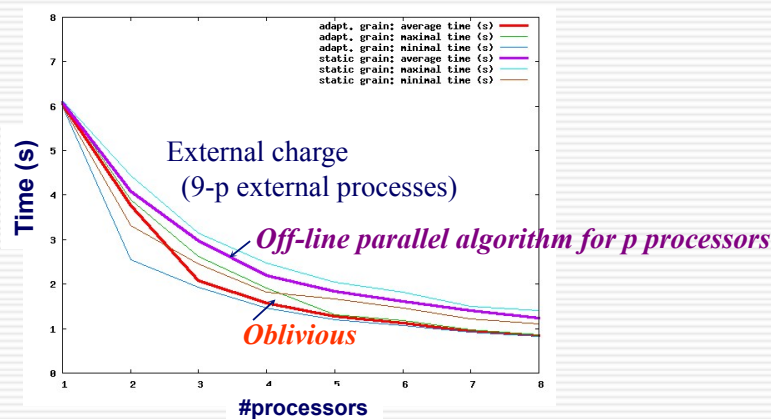 8
7
6
5
4
3
2
1
0
Time (s)
adapt. grain: average time (s)
adapt. grain: maximal time (s)
adapt. grain: minimal time (s)
static grain: average time (s)
static grain: maximal time (s)
static grain: minimal time (s)
External charge
(9-p external processes)
Off-line parallel algorithm for p processors
Oblivious
1 2 3 4 5 6 7 8
#processors